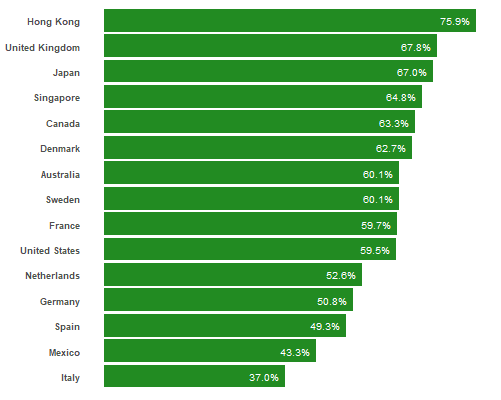 Hong Kong 75.9%
United Kingdom 67.8%
Japan 67.0%
Singapore 64.8%
Canada 63.3%
Denmark 62.7%
Australia 60.1%
Sweden 60.1%
France 59.7%
United States 59.5%
Netherlands 52.6%
Germany 50.8%
Spain 49.3%
Mexico 43.3%
Italy 37.0%